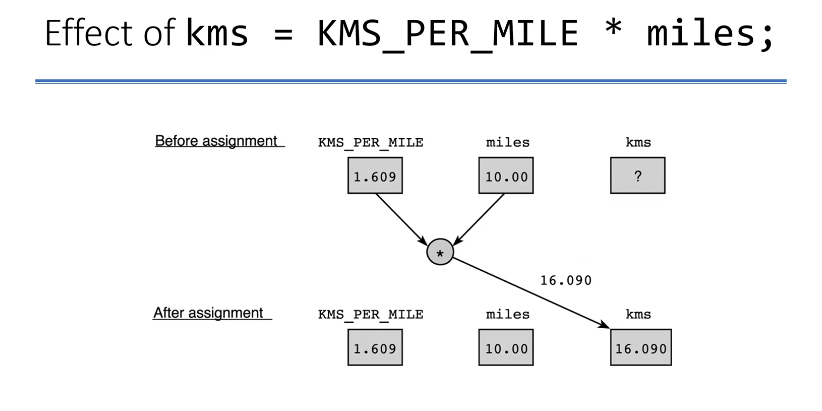 Effect of kms = KMS_PER_MILE * miles;
Before assignment KMS_PER_MILE miles kms
1.609 10.00 ?
*
16.090
After assignment KMS_PER_MILE miles kms
1.609 10.00 16.090